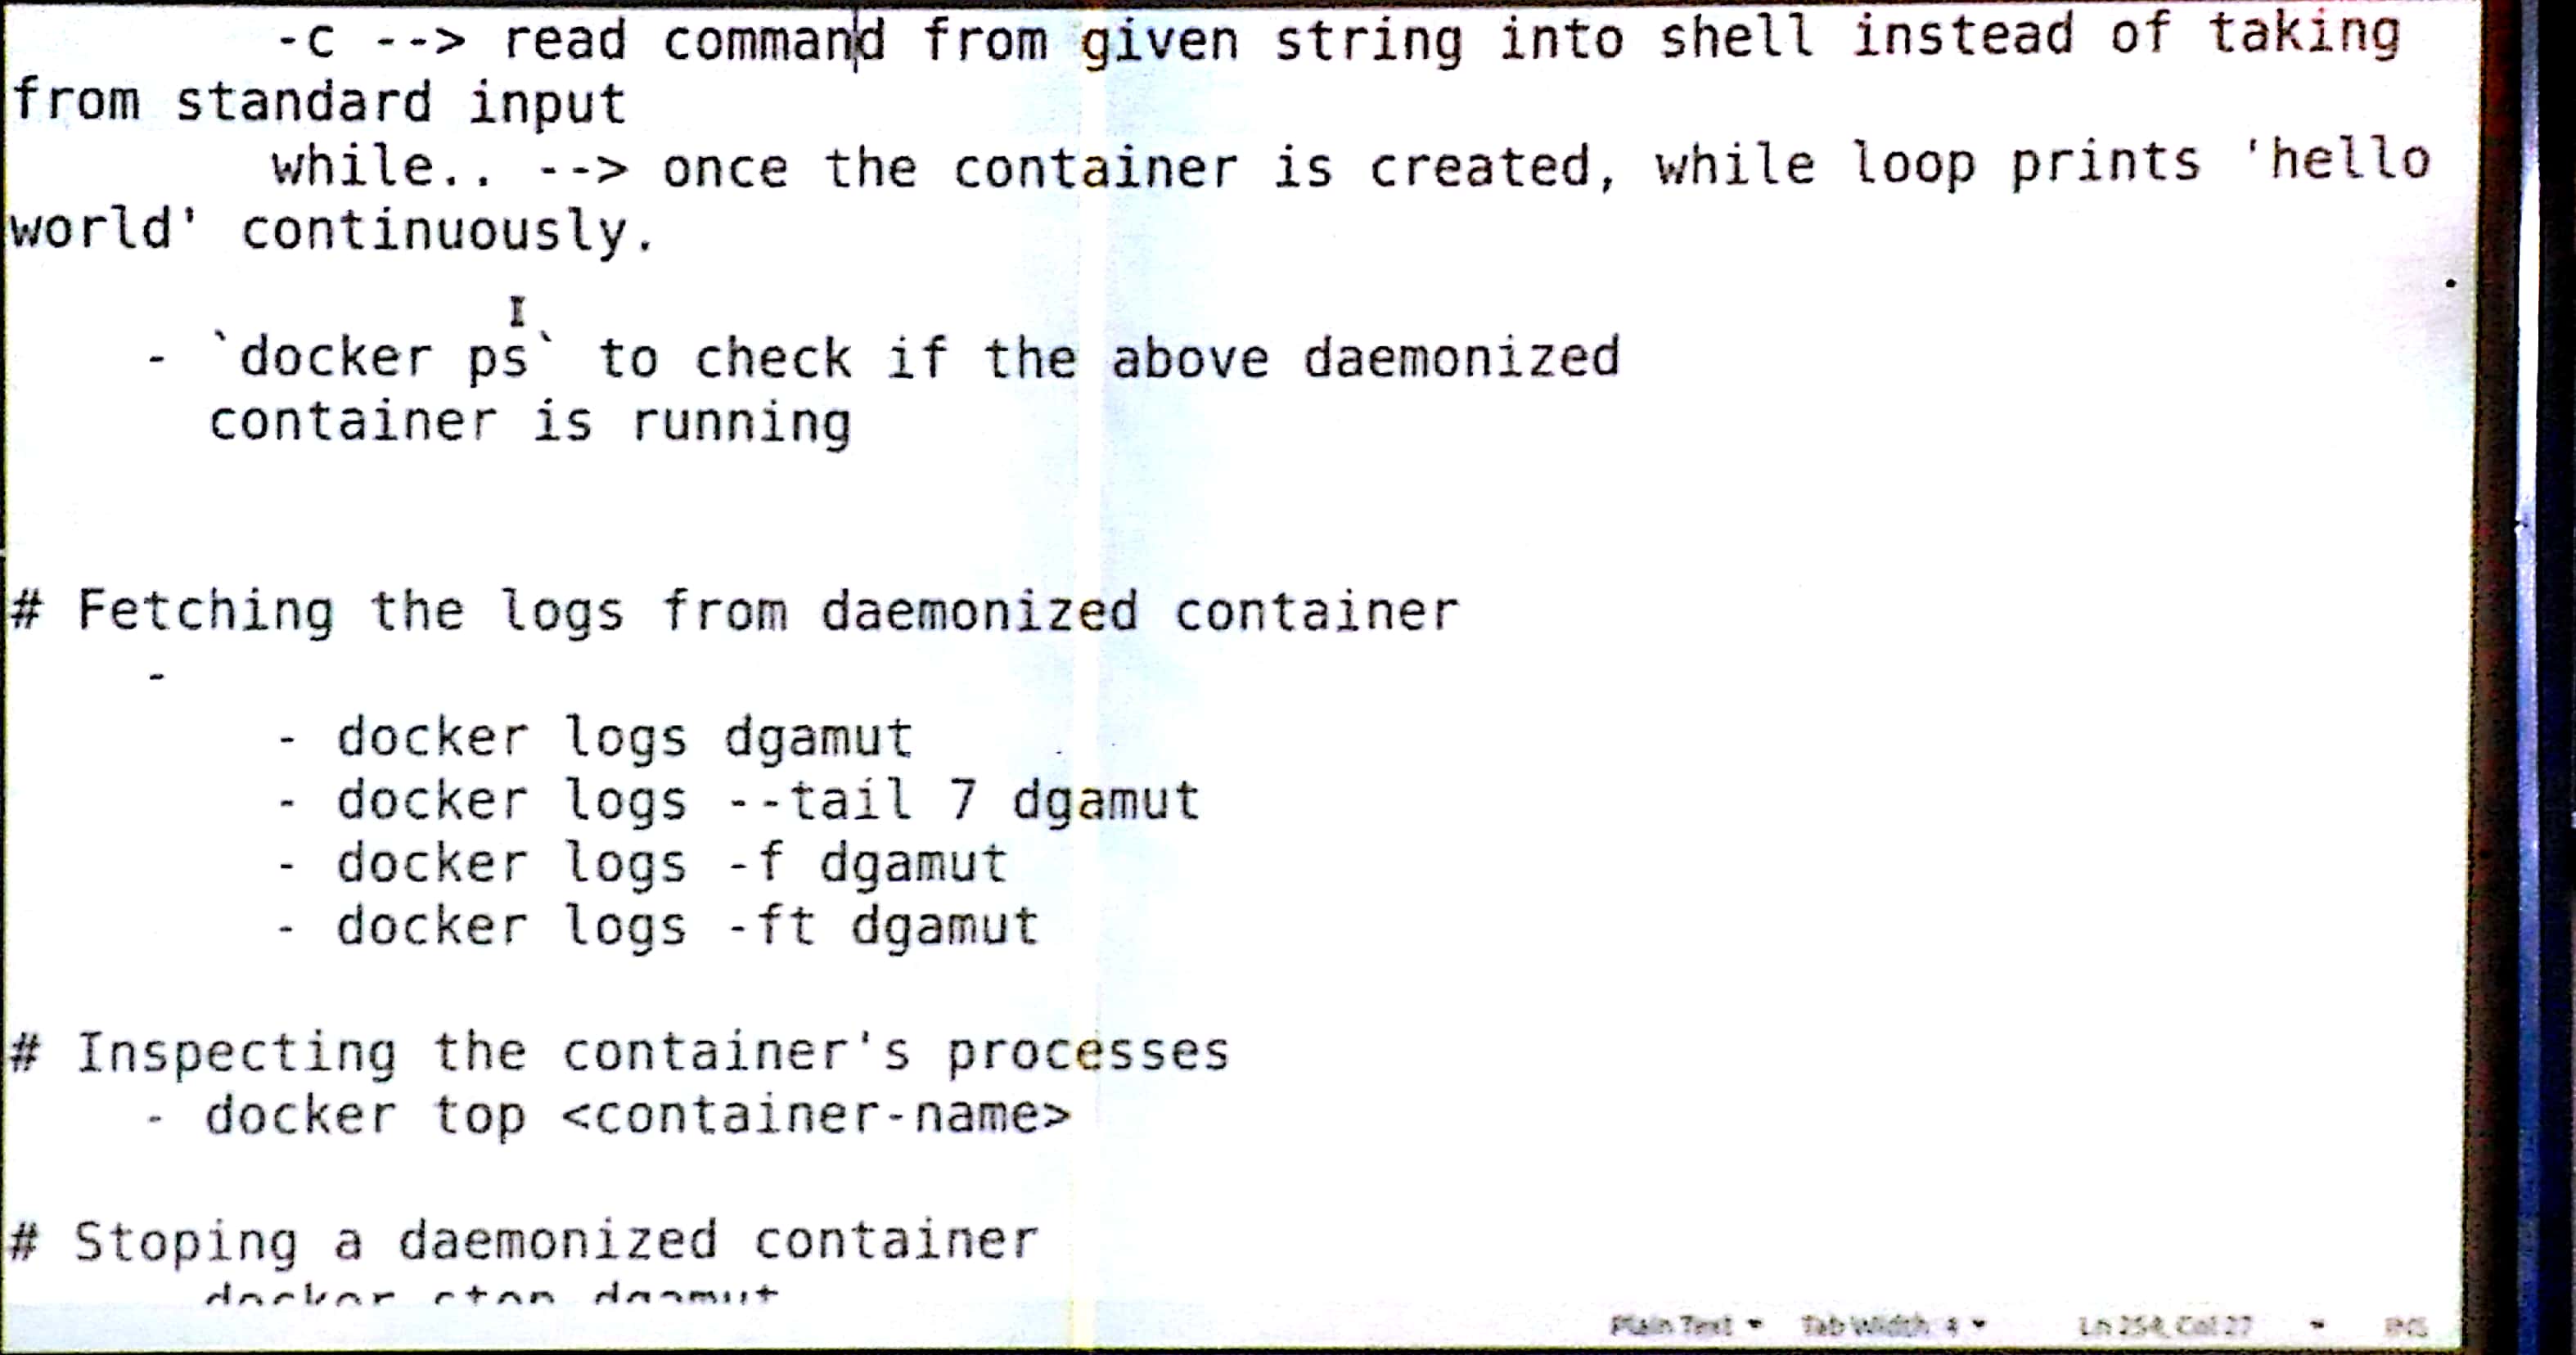 -c --> read command from given string into shell instead of taking
from standard input
while.. --> once the container is created, while loop prints 'hello
world' continuously.
- `docker ps` to check if the above daemonized
container is running
# Fetching the logs from daemonized container
-
- docker logs dgamut
- docker logs --tail 7 dgamut
- docker logs -f dgamut
- docker logs -ft dgamut
# Inspecting the container's processes
- docker top <container-name>
# Stoping a daemonized container
docker stop dgamut
Plain Text Tab Width: 4 Ln 254, Col 27 INS